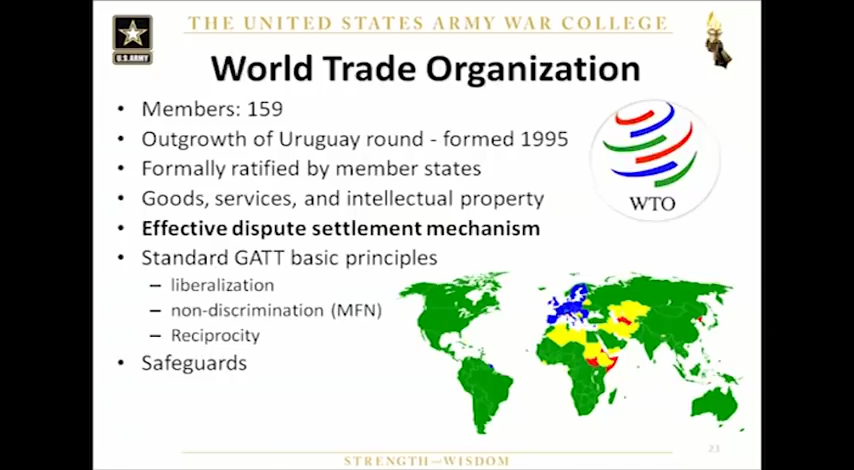 THE UNITED STATES ARMY WAR COLLEGE
U.S.ARMY
World Trade Organization
• Members: 159
• Outgrowth of Uruguay round - formed 1995
• Formally ratified by member states
• Goods, services, and intellectual property
WTO
• Effective dispute settlement mechanism
• Standard GATT basic principles
– liberalization
– non-discrimination (MFN)
– Reciprocity
• Safeguards
23
STRENGTH—WISDOM